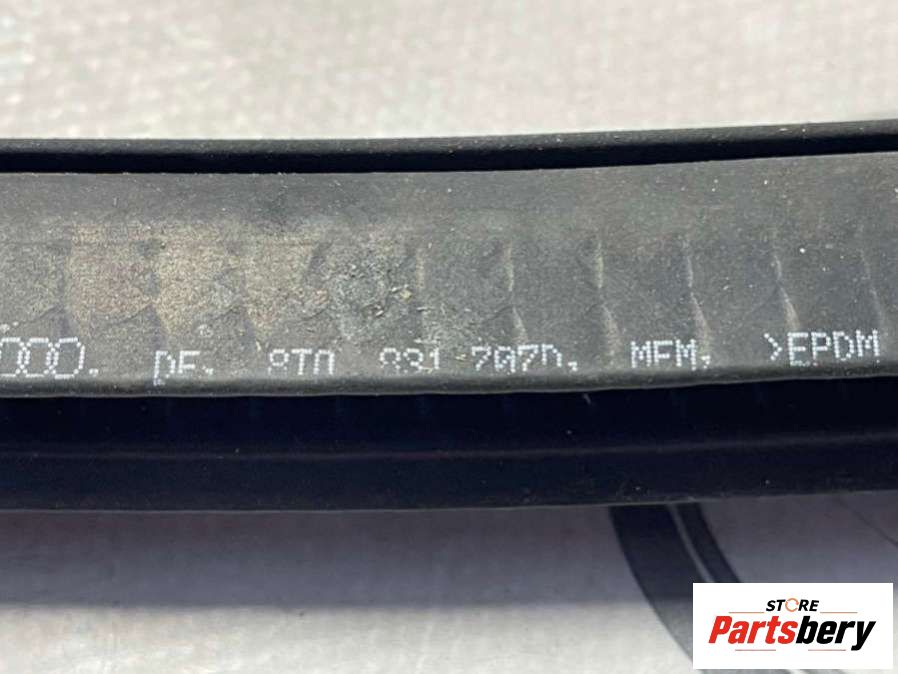 DE. 8T0 831 707D. MFM. >EPDM
STORE
Partsbery